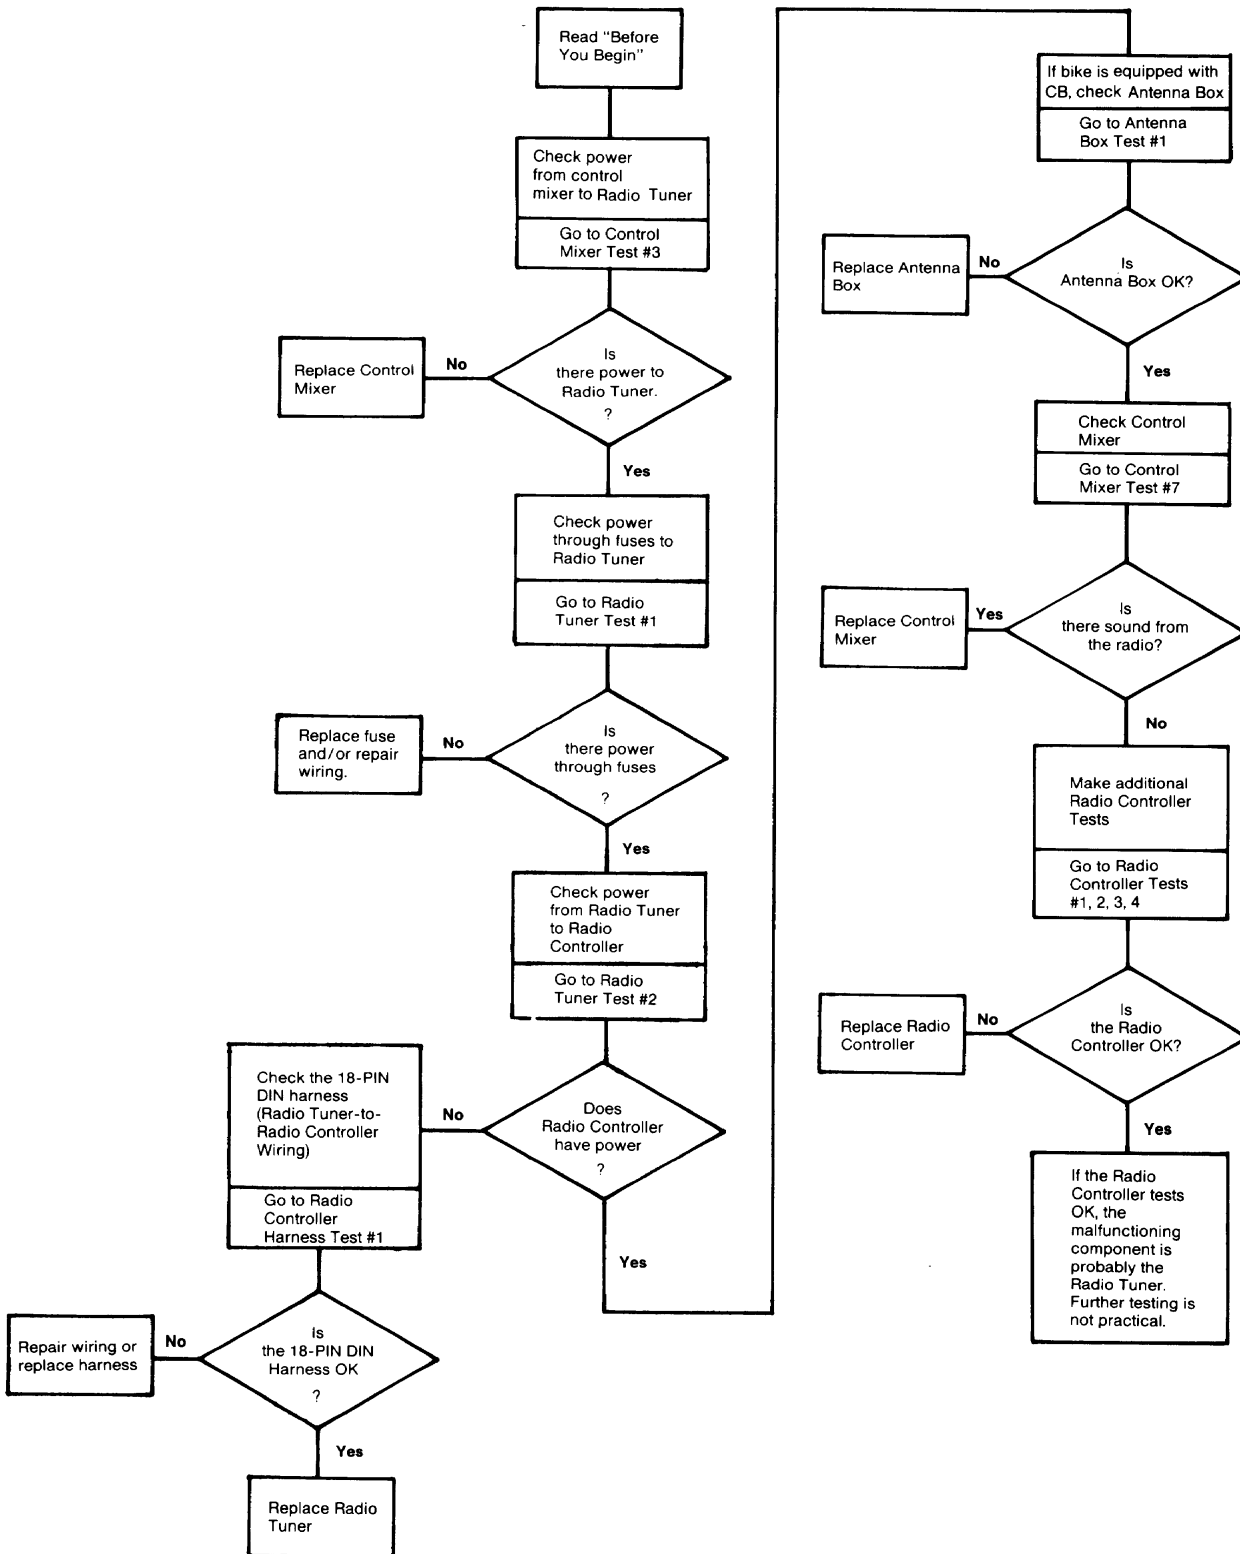 Read “Before
You Begin”
Check power
from control
mixer to Radio Tuner
Go to Control
Mixer Test #3
Is
there power to
Radio Tuner.
?
No
Replace Control
Mixer
Yes
Check power
through fuses to
Radio Tuner
Go to Radio
Tuner Test #1
Is
there power
through fuses
?
No
Replace fuse
and/or repair
wiring.
Yes
Check power
from Radio Tuner
to Radio
Controller
Go to Radio
Tuner Test #2
Does
Radio Controller
have power
?
No
Check the 18-PIN
DIN harness
(Radio Tuner-to-
Radio Controller
Wiring)
Go to Radio
Controller
Harness Test #1
Is
the 18-PIN DIN
Harness OK
?
No
Repair wiring or
replace harness
Yes
Replace Radio
Tuner
Yes
If bike is equipped with
CB, check Antenna Box
Go to Antenna
Box Test #1
Is
Antenna Box OK?
No
Replace Antenna
Box
Yes
Check Control
Mixer
Go to Control
Mixer Test #7
Is
there sound from
the radio?
Yes
Replace Control
Mixer
No
Make additional
Radio Controller
Tests
Go to Radio
Controller Tests
#1, 2, 3, 4
Is
the Radio
Controller OK?
No
Replace Radio
Controller
Yes
If the Radio
Controller tests
OK, the
malfunctioning
component is
probably the
Radio Tuner.
Further testing is
not practical.